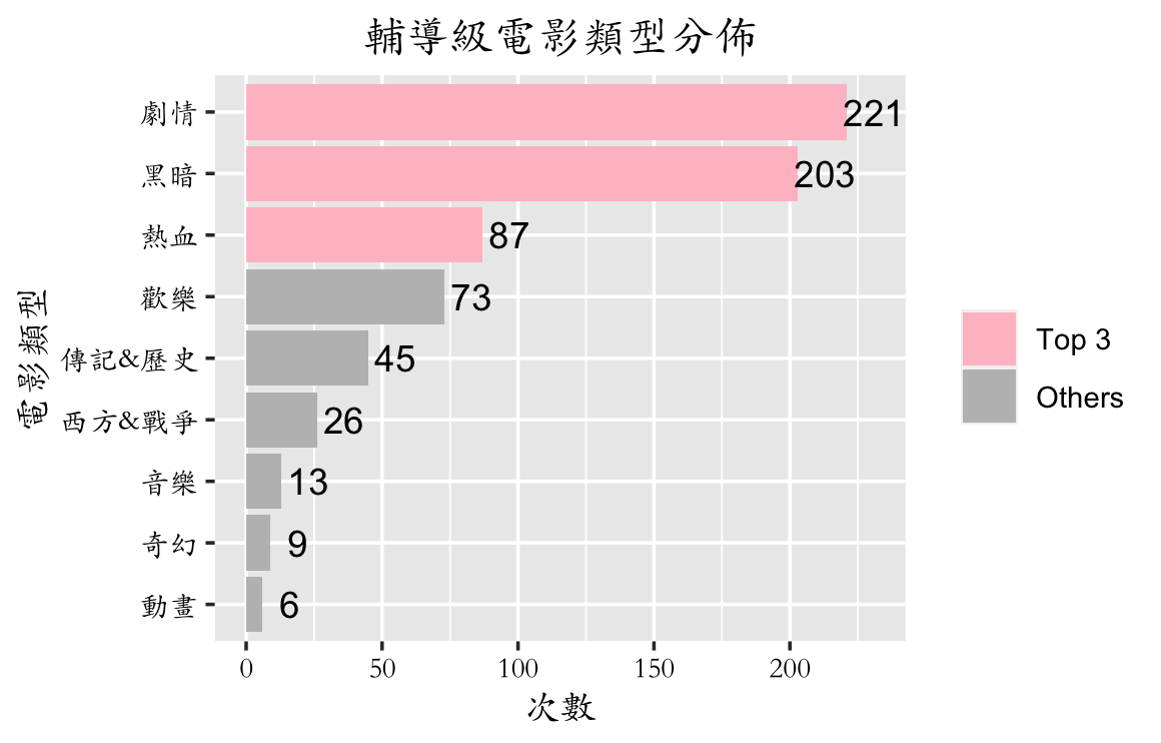 輔導級電影類型分佈
電影類型
劇情
221
黑暗
203
熱血
87
歡樂
73
傳記&歷史
45
西方&戰爭
26
音樂
13
奇幻
9
動畫
6
0 50 100 150 200
次數
Top 3
Others